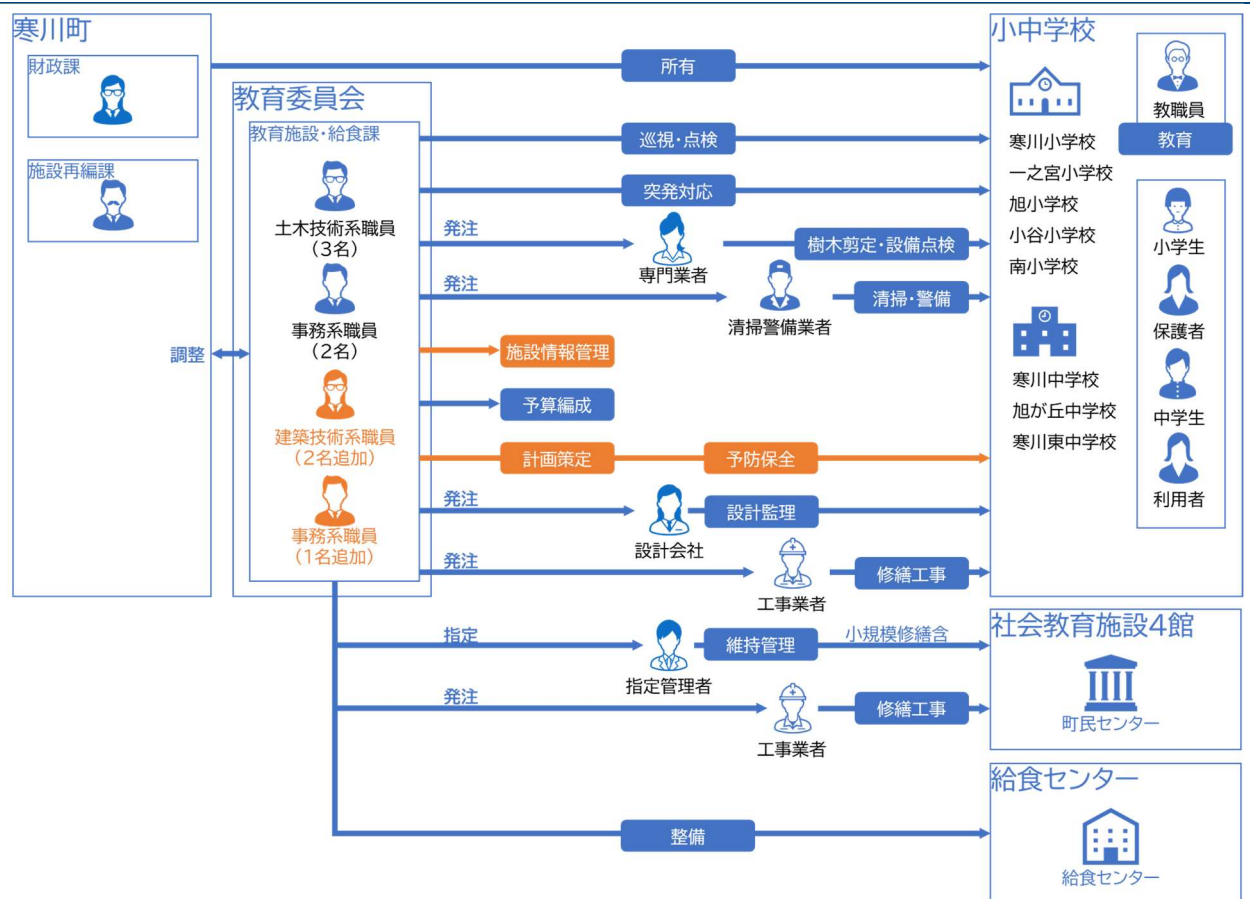 寒川町
財政課
施設再編課
調整
教育委員会
教育施設・給食課
土木技術系職員
（3名）
事務系職員
（2名）
建築技術系職員
（2名追加）
事務系職員
（1名追加）
所有
巡視・点検
突発対応
発注
専門業者
樹木剪定・設備点検
発注
清掃警備業者
清掃・警備
施設情報管理
予算編成
計画策定
予防保全
発注
設計会社
設計監理
発注
工事業者
修繕工事
指定
指定管理者
維持管理
小規模修繕含
発注
工事業者
修繕工事
整備
小中学校
寒川小学校
一之宮小学校
旭小学校
小谷小学校
南小学校
寒川中学校
旭が丘中学校
寒川東中学校
教職員
教育
小学生
保護者
中学生
利用者
社会教育施設4館
町民センター
給食センター
給食センター